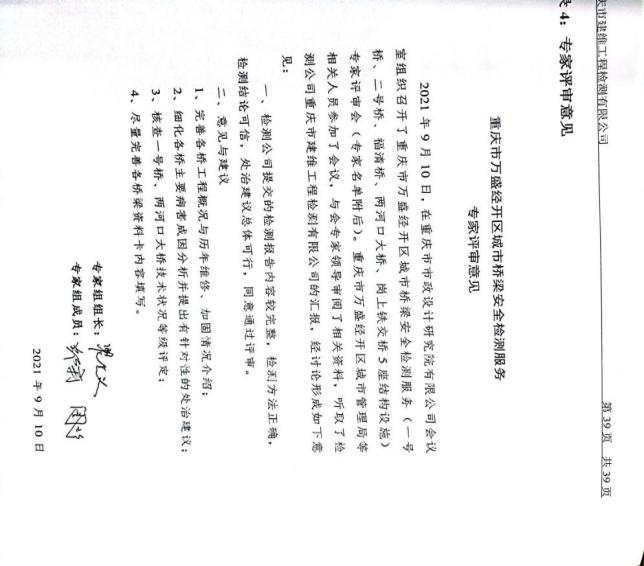 庆市建维工程检测有限公司 第 39 页 共 39 页
4：专家评审意见
重庆市万盛经开区城市桥梁安全检测服务
专家评审意见
2021 年 9 月 10 日，在重庆市市政设计研究院有限公司会议
室组织召开了重庆市万盛经开区城市桥梁安全检测服务（一号
桥、二号桥、福清桥、两河口大桥、岗上铁交桥 5 座结构设施）
专家评审会（专家名单附后）。重庆市万盛经开区城市管理局等
相关人员参加了会议，与会专家领导审阅了相关资料，听取了检
测公司重庆市建维工程检测有限公司的汇报，经讨论形成如下意
见：
一、检测公司提交的检测报告内容较完整，检测方法正确，
检测结论可信，处治建议总体可行，同意通过评审。
二、意见与建议
1、完善各桥工程概况与历年维修、加固情况介绍；
2、细化各桥主要病害成因分析并提出有针对性的处治建议；
3、核查一号桥、两河口大桥技术状况等级评定；
4、尽量完善各桥梁资料卡内容填写。
专家组组长：
专家组成员：
2021 年 9 月 10 日